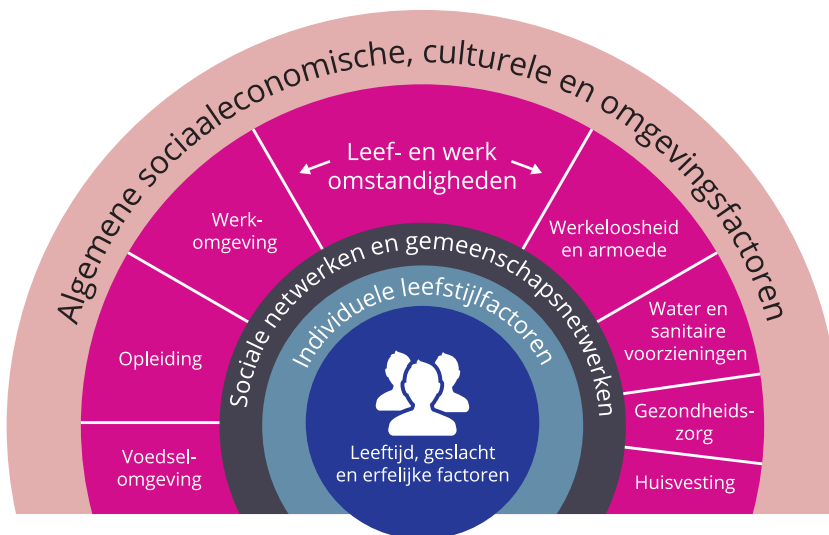 Algemene sociaaleconomische, culturele en omgevingsfactoren
Leef- en werk
omstandigheden
Werk-
omgeving
Opleiding
Voedsel-
omgeving
Werkeloosheid
en armoede
Water en
sanitaire
voorzieningen
Gezondheids-
zorg
Huisvesting
Sociale netwerken en gemeenschapsnetwerken
Individuele leefstijlfactoren
Leeftijd, geslacht
en erfelijke factoren